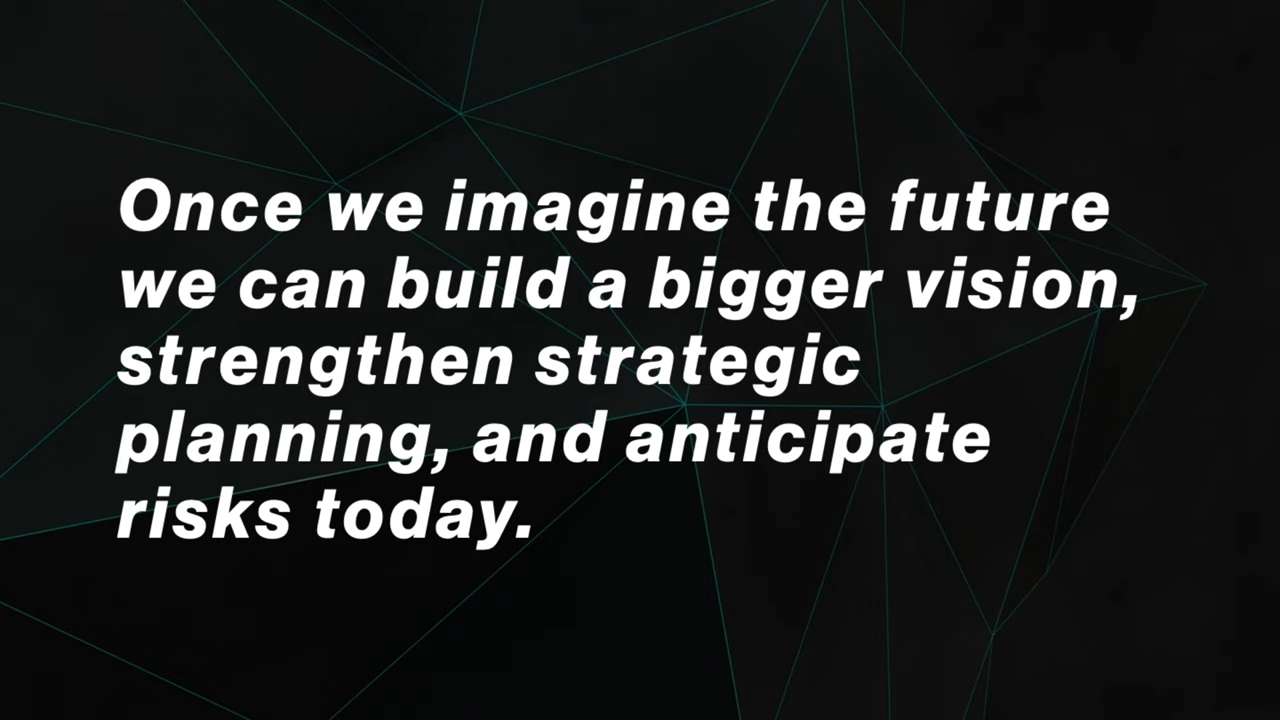 Once we imagine the future
we can build a bigger vision,
strengthen strategic
planning, and anticipate
risks today.